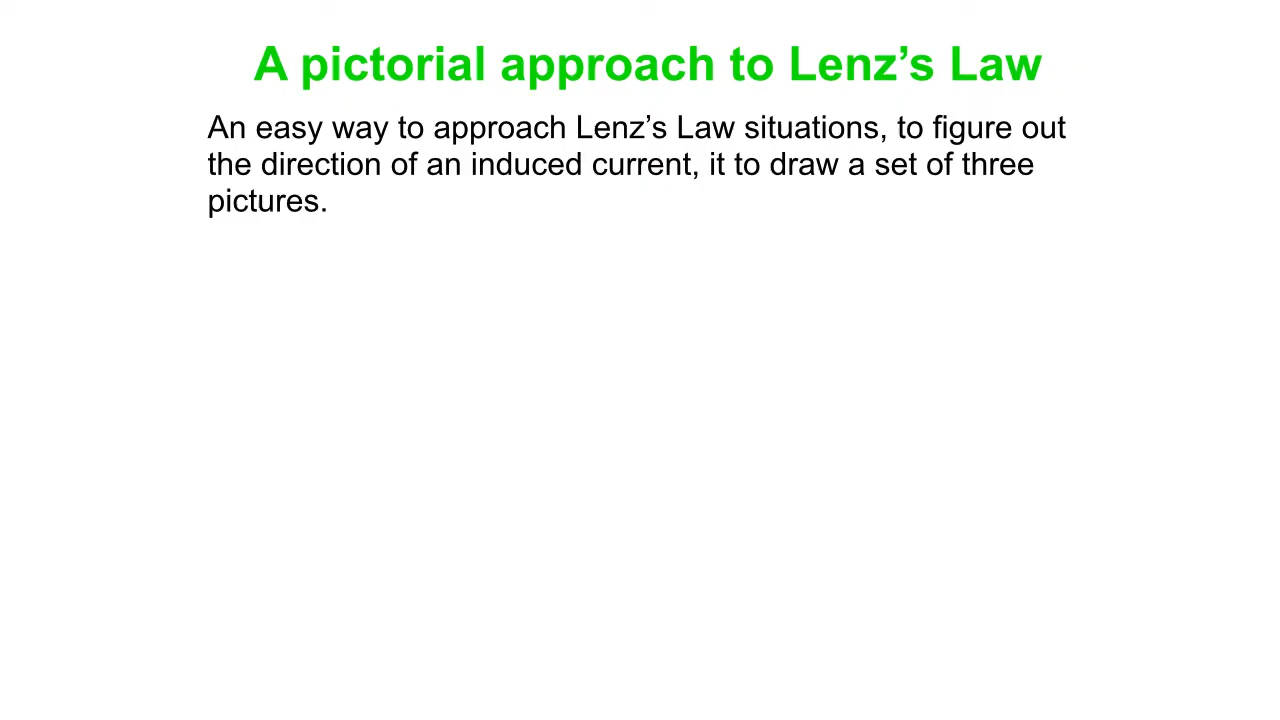 A pictorial approach to Lenz’s Law
An easy way to approach Lenz’s Law situations, to figure out
the direction of an induced current, it to draw a set of three
pictures.